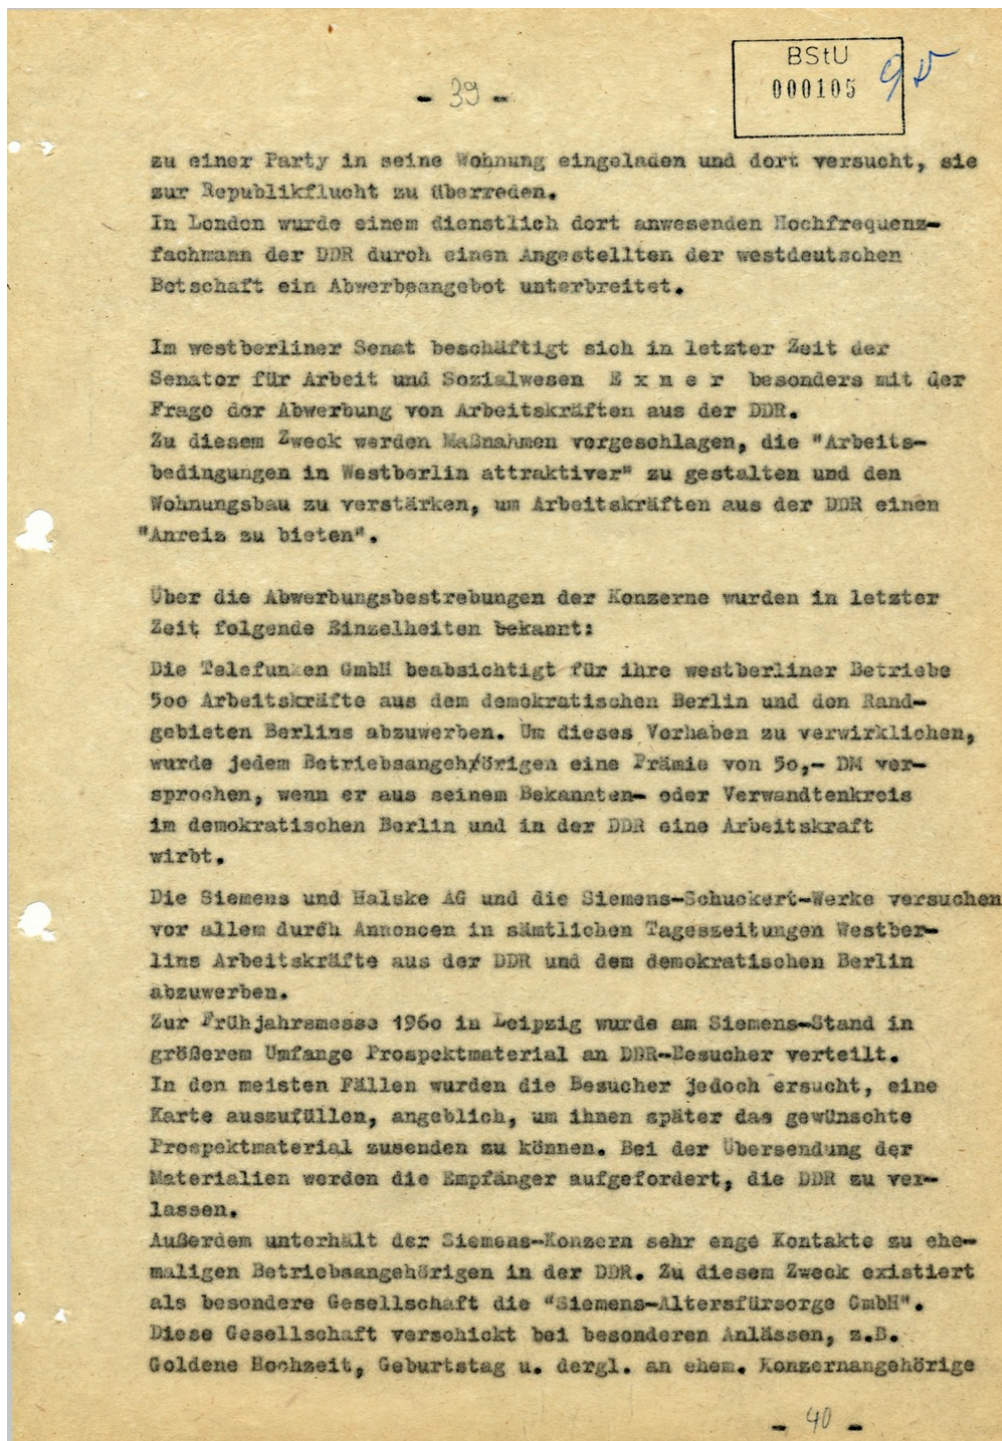 BStU
000105
- 39 -
zu einer Party in seine Wohnung eingeladen und dort versucht, sie
zur Republikflucht zu überreden.
In London wurde einem dienstlich dort anwesenden Hochfrequenz-
fachmann der DDR durch einen Angestellten der westdeutschen
Botschaft ein Abwerbeangebot unterbreitet.
Im westberliner Senat beschäftigt sich in letzter Zeit der
Senator für Arbeit und Sozialwesen E x n e r besonders mit der
Frage der Abwerbung von Arbeitskräften aus der DDR.
Zu diesem Zweck werden Maßnahmen vorgeschlagen, die "Arbeits-
bedingungen in Westberlin attraktiver" zu gestalten und den
Wohnungsbau zu verstärken, um Arbeitskräften aus der DDR einen
"Anreiz zu bieten".
Über die Abwerbungsbestrebungen der Konzerne wurden in letzter
Zeit folgende Einzelheiten bekannt:
Die Telefunken GmbH beabsichtigt für ihre westberliner Betriebe
500 Arbeitskräfte aus dem demokratischen Berlin und den Rand-
gebieten Berlins abzuwerben. Um dieses Vorhaben zu verwirklichen,
wurde jedem Betriebsangeh/örigen eine Prämie von 50,- DM ver-
sprochen, wenn er aus seinem Bekannten- oder Verwandtenkreis
im demokratischen Berlin und in der DDR eine Arbeitskraft
wirbt.
Die Siemens und Halske AG und die Siemens-Schuckert-Werke versuchen
vor allem durch Annoncen in sämtlichen Tageszeitungen Westber-
lins Arbeitskräfte aus der DDR und dem demokratischen Berlin
abzuwerben.
Zur Frühjahrsmesse 1960 in Leipzig wurde am Siemens-Stand in
größerem Umfange Prospektmaterial an DDR-Besucher verteilt.
In den meisten Fällen wurden die Besucher jedoch ersucht, eine
Karte auszufüllen, angeblich, um ihnen später das gewünschte
Prospektmaterial zusenden zu können. Bei der Übersendung der
Materialien werden die Empfänger aufgefordert, die DDR zu ver-
lassen.
Außerdem unterhält der Siemens-Konzern sehr enge Kontakte zu ehe-
maligen Betriebsangehörigen in der DDR. Zu diesem Zweck existiert
als besondere Gesellschaft die "Siemens-Altersfürsorge GmbH".
Diese Gesellschaft verschickt bei besonderen Anlässen, z.B.
Goldene Hochzeit, Geburtstag u. dergl. an ehem. Konzernangehörige
- 40 -